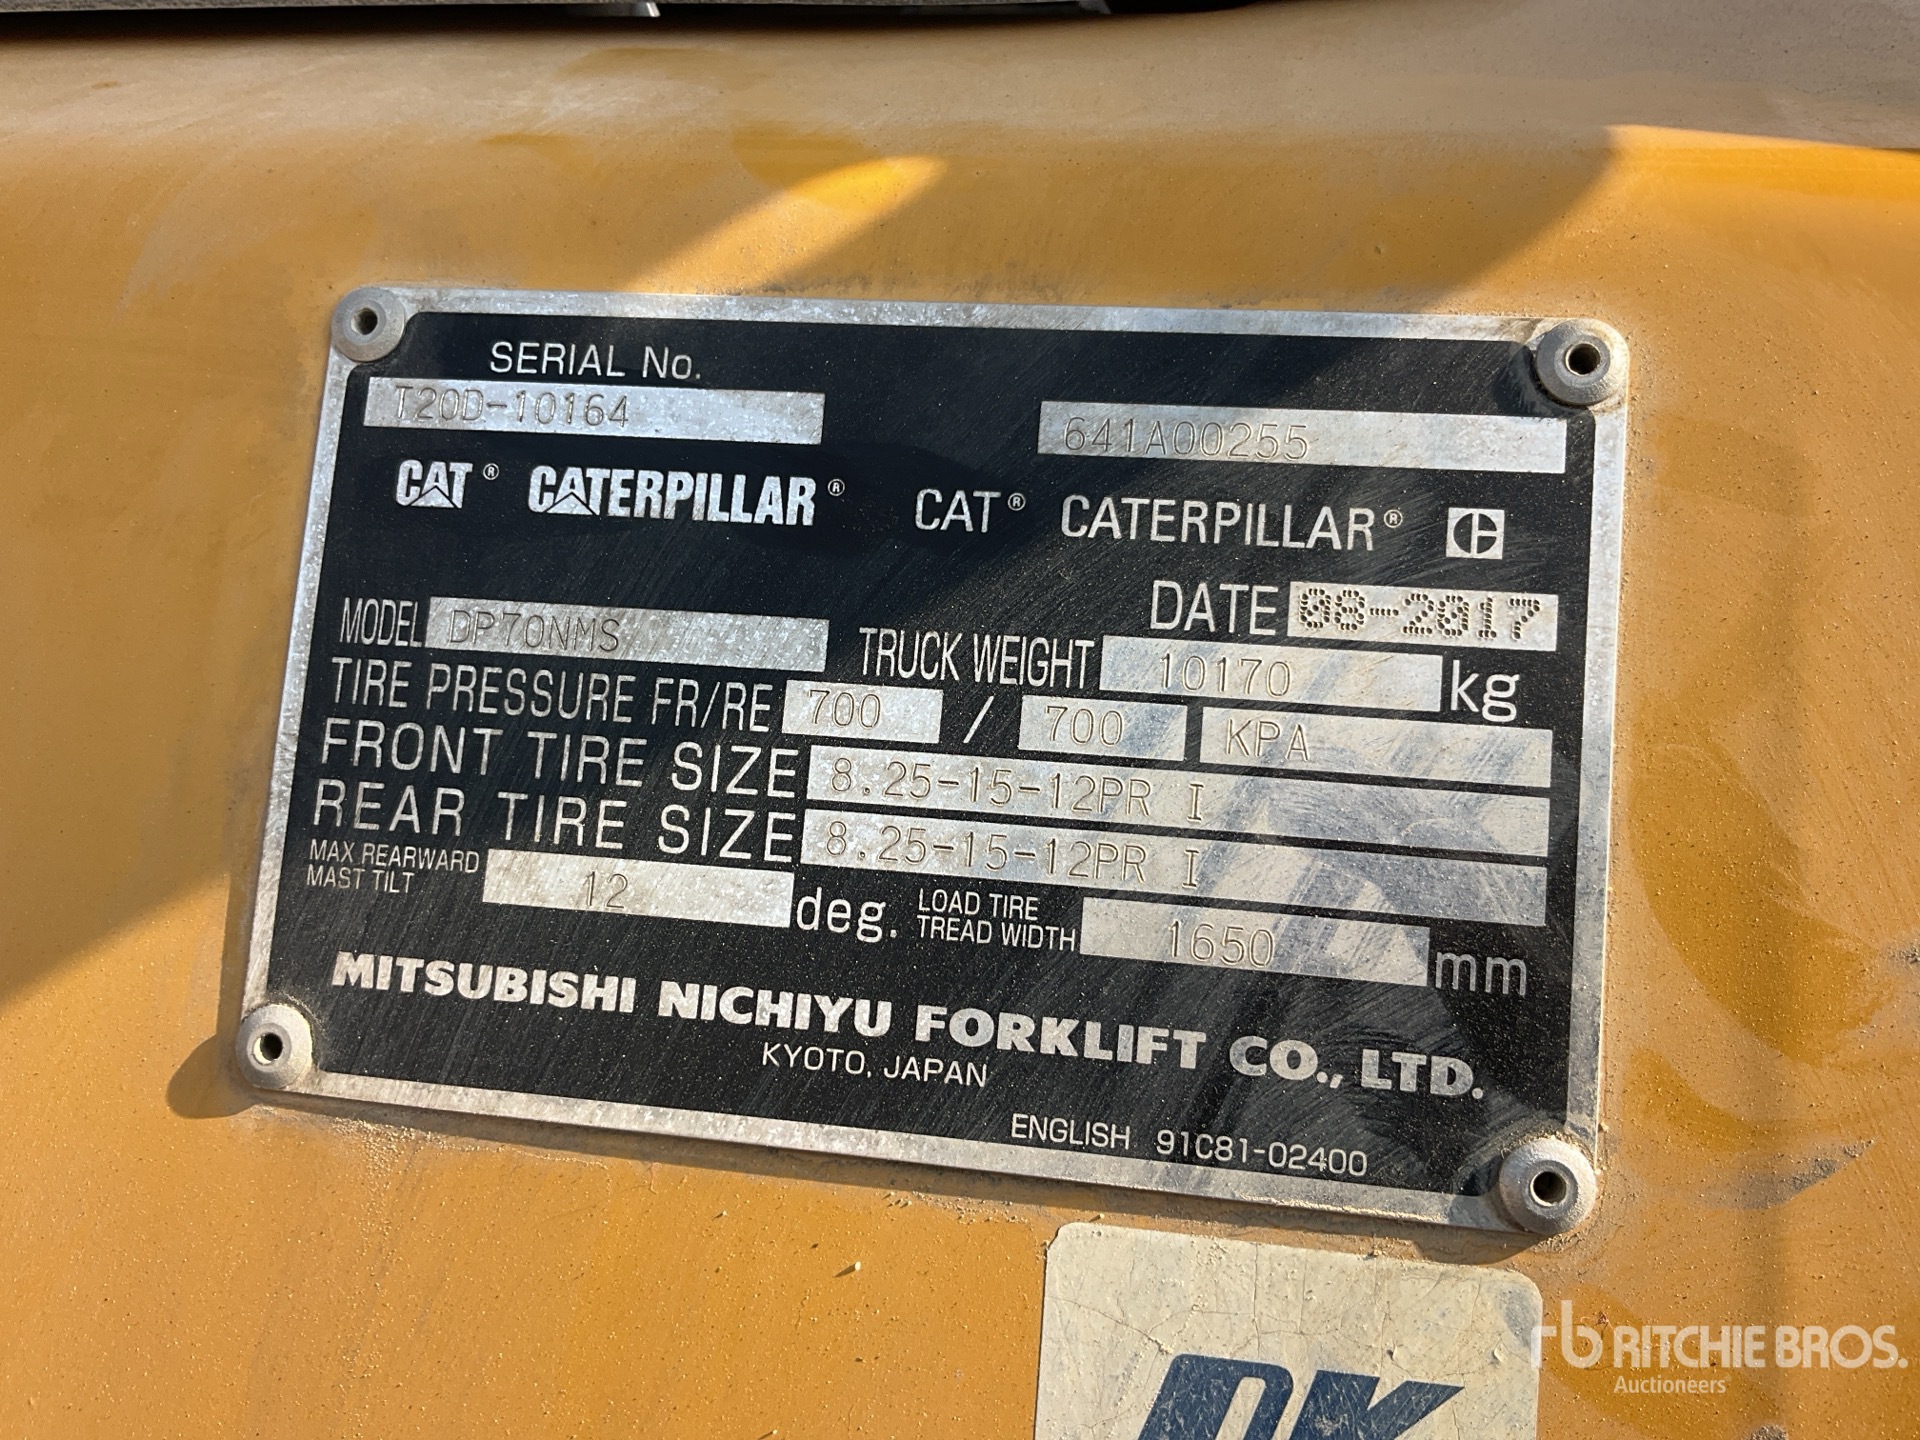 SERIAL No.
T20D-10164 641A00255
CAT® CATERPILLAR® CAT® CATERPILLAR®
DATE 08-2017
MODEL DP70NMS TRUCK WEIGHT 10170 kg
TIRE PRESSURE FR/RE 700 / 700 KPA
FRONT TIRE SIZE 8.25-15-12PR I
REAR TIRE SIZE 8.25-15-12PR I
MAX REARWARD
MAST TILT 12 deg. LOAD TIRE
TREAD WIDTH 1650 mm
MITSUBISHI NICHIYU FORKLIFT CO., LTD.
KYOTO, JAPAN
ENGLISH 91C81-02400
OK
rb RITCHIE BROS.
Auctioneers